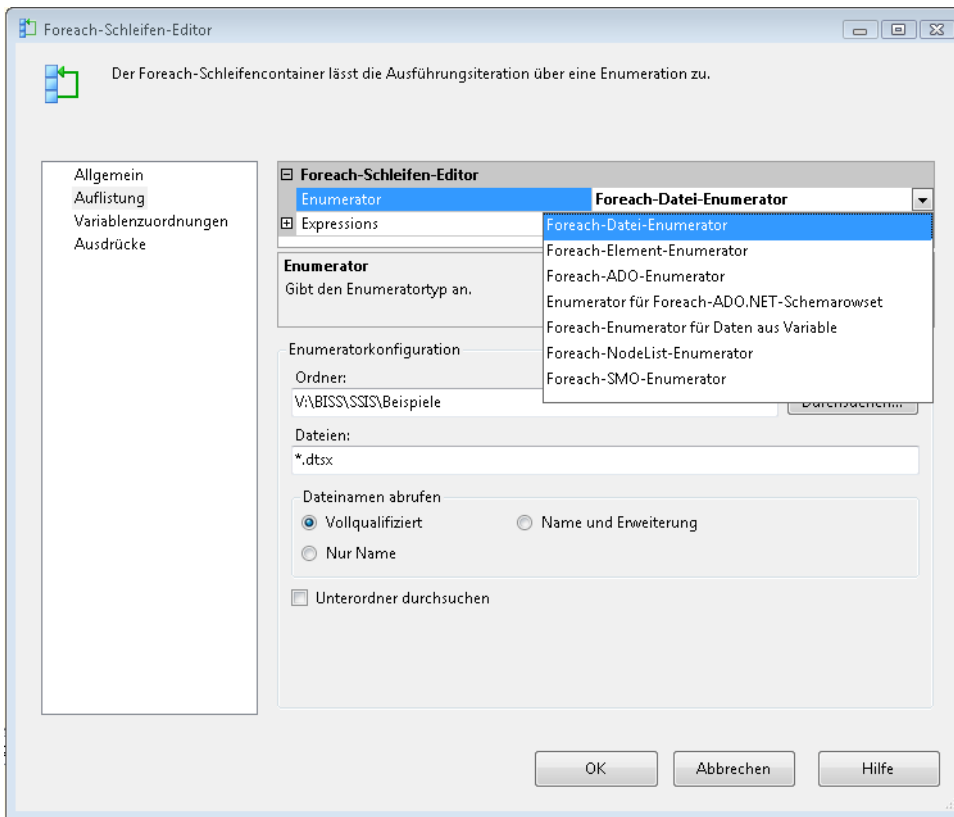 Foreach-Schleifen-Editor
Der Foreach-Schleifencontainer lässt die Ausführungsiteration über eine Enumeration zu.
Allgemein
Auflistung
Variablenzuordnungen
Ausdrücke
Foreach-Schleifen-Editor
Enumerator Foreach-Datei-Enumerator
Expressions
Foreach-Datei-Enumerator
Foreach-Element-Enumerator
Foreach-ADO-Enumerator
Enumerator für Foreach-ADO.NET-Schemarowset
Foreach-Enumerator für Daten aus Variable
Foreach-NodeList-Enumerator
Foreach-SMO-Enumerator
Enumerator
Gibt den Enumeratortyp an.
Enumeratorkonfiguration
Ordner:
V:\BISS\SSIS\Beispiele
Durchsuchen...
Dateien:
*.dtsx
Dateinamen abrufen
Vollqualifiziert Name und Erweiterung
Nur Name
Unterordner durchsuchen
OK Abbrechen Hilfe